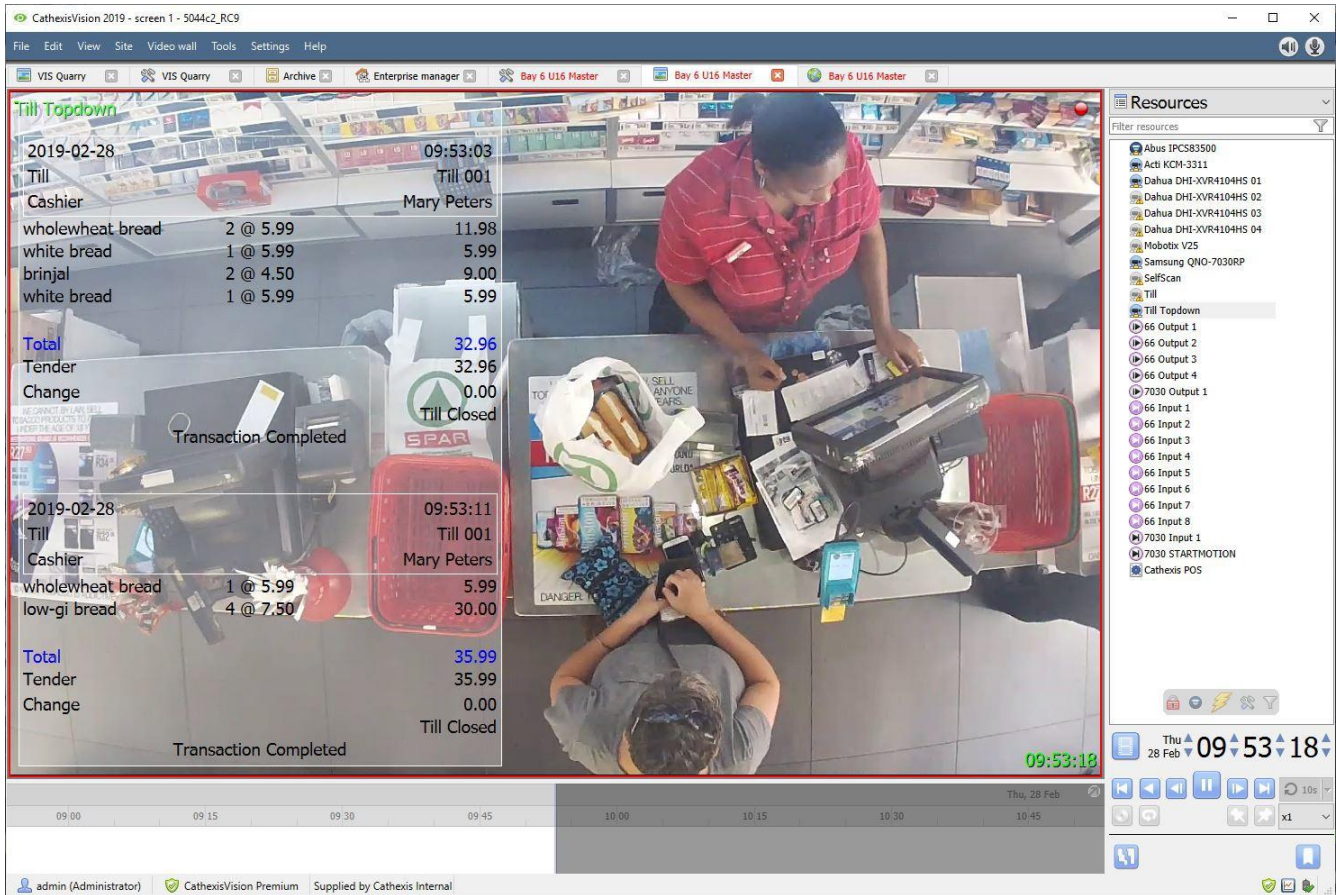 CathexisVision 2019 - screen 1 - 5044c2_RC9
File Edit View Site Video wall Tools Settings Help
VIS Quarry VIS Quarry Archive Enterprise manager Bay 6 U16 Master Bay 6 U16 Master Bay 6 U16 Master
Till Topdown
2019-02-28 09:53:03
Till Till 001
Cashier Mary Peters
wholewheat bread 2 @ 5.99 11.98
white bread 1 @ 5.99 5.99
brinjal 2 @ 4.50 9.00
white bread 1 @ 5.99 5.99
Total 32.96
Tender 32.96
Change 0.00
Till Closed
Transaction Completed
SPAR
2019-02-28 09:53:11
Till Till 001
Cashier Mary Peters
wholewheat bread 1 @ 5.99 5.99
low-gi bread 4 @ 7.50 30.00
Total 35.99
Tender 35.99
Change 0.00
Till Closed
Transaction Completed
DANGER
09:53:18
Resources
Filter resources
Abus IPCS83500
Acti KCM-3311
Dahua DHI-XVR4104HS 01
Dahua DHI-XVR4104HS 02
Dahua DHI-XVR4104HS 03
Dahua DHI-XVR4104HS 04
Mobotix V25
Samsung QNO-7030RP
SelfScan
Till
Till Topdown
66 Output 1
66 Output 2
66 Output 3
66 Output 4
7030 Output 1
66 Input 1
66 Input 2
66 Input 3
66 Input 4
66 Input 5
66 Input 6
66 Input 7
66 Input 8
7030 Input 1
7030 STARTMOTION
Cathexis POS
Thu 28 Feb 09 53 18
10s
x1
Thu, 28 Feb
09:00 09:15 09:30 09:45 10:00 10:15 10:30 10:45
admin (Administrator) CathexisVision Premium Supplied by Cathexis Internal